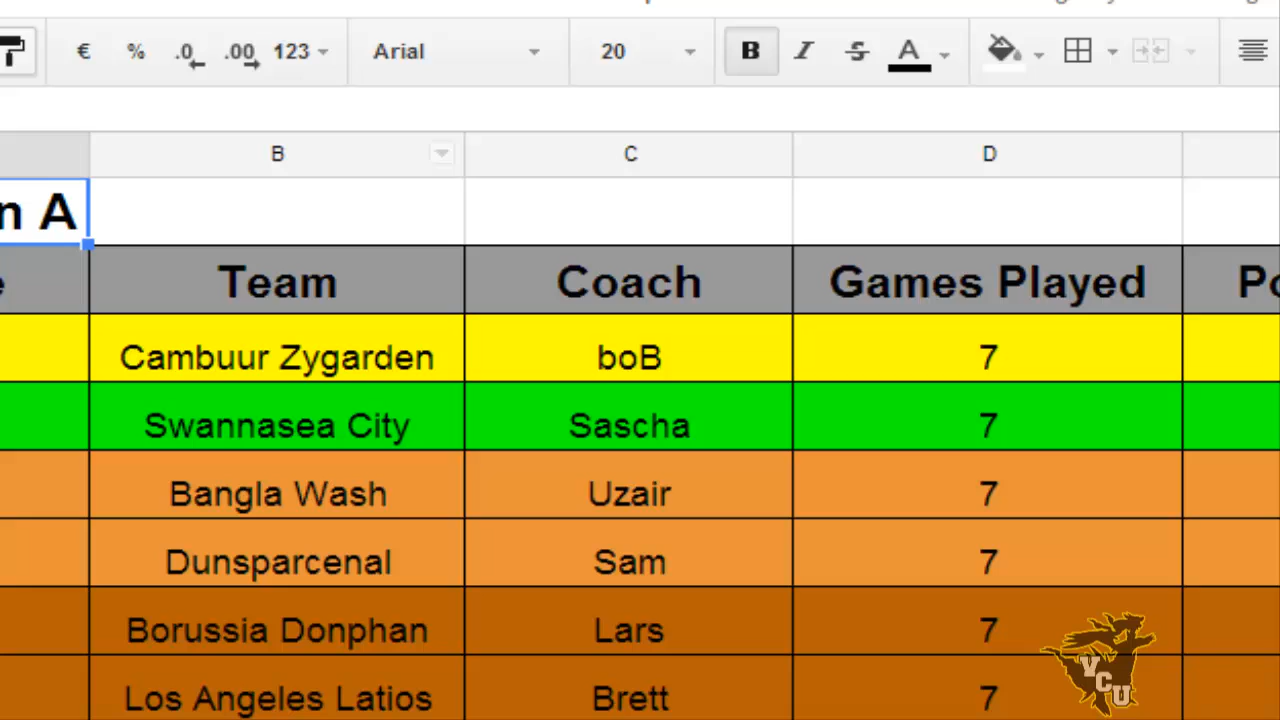 € % .0 .00 123 Arial 20 B I S A
B C D
n A
e Team Coach Games Played Po
Cambuur Zygarden boB 7
Swannasea City Sascha 7
Bangla Wash Uzair 7
Dunsparcenal Sam 7
Borussia Donphan Lars 7
Los Angeles Latios Brett 7
VCU